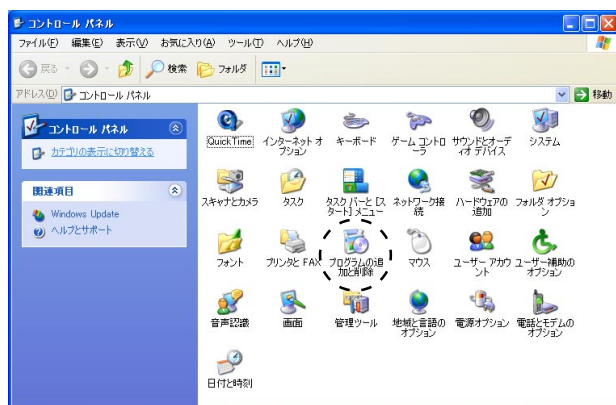 コントロール パネル
ファイル(F) 編集(E) 表示(V) お気に入り(A) ツール(T) ヘルプ(H)
戻る 検索 フォルダ
アドレス(D) コントロール パネル 移動
コントロール パネル
カテゴリの表示に切り替える
関連項目
Windows Update
ヘルプとサポート
QuickTime
インターネット オ
プション
キーボード
ゲーム コントロ
ーラ
サウンドとオーデ
ィオ デバイス
システム
スキャナとカメラ
タスク
タスク バーと [ス
タート] メニュー
ネットワーク接
続
ハードウェアの
追加
フォルダ オプショ
ン
フォント
プリンタと FAX
プログラムの追
加と削除
マウス
ユーザー アカウ
ント
ユーザー補助の
オプション
音声認識
画面
管理ツール
地域と言語の
オプション
電源オプション
電話とモデムの
オプション
日付と時刻